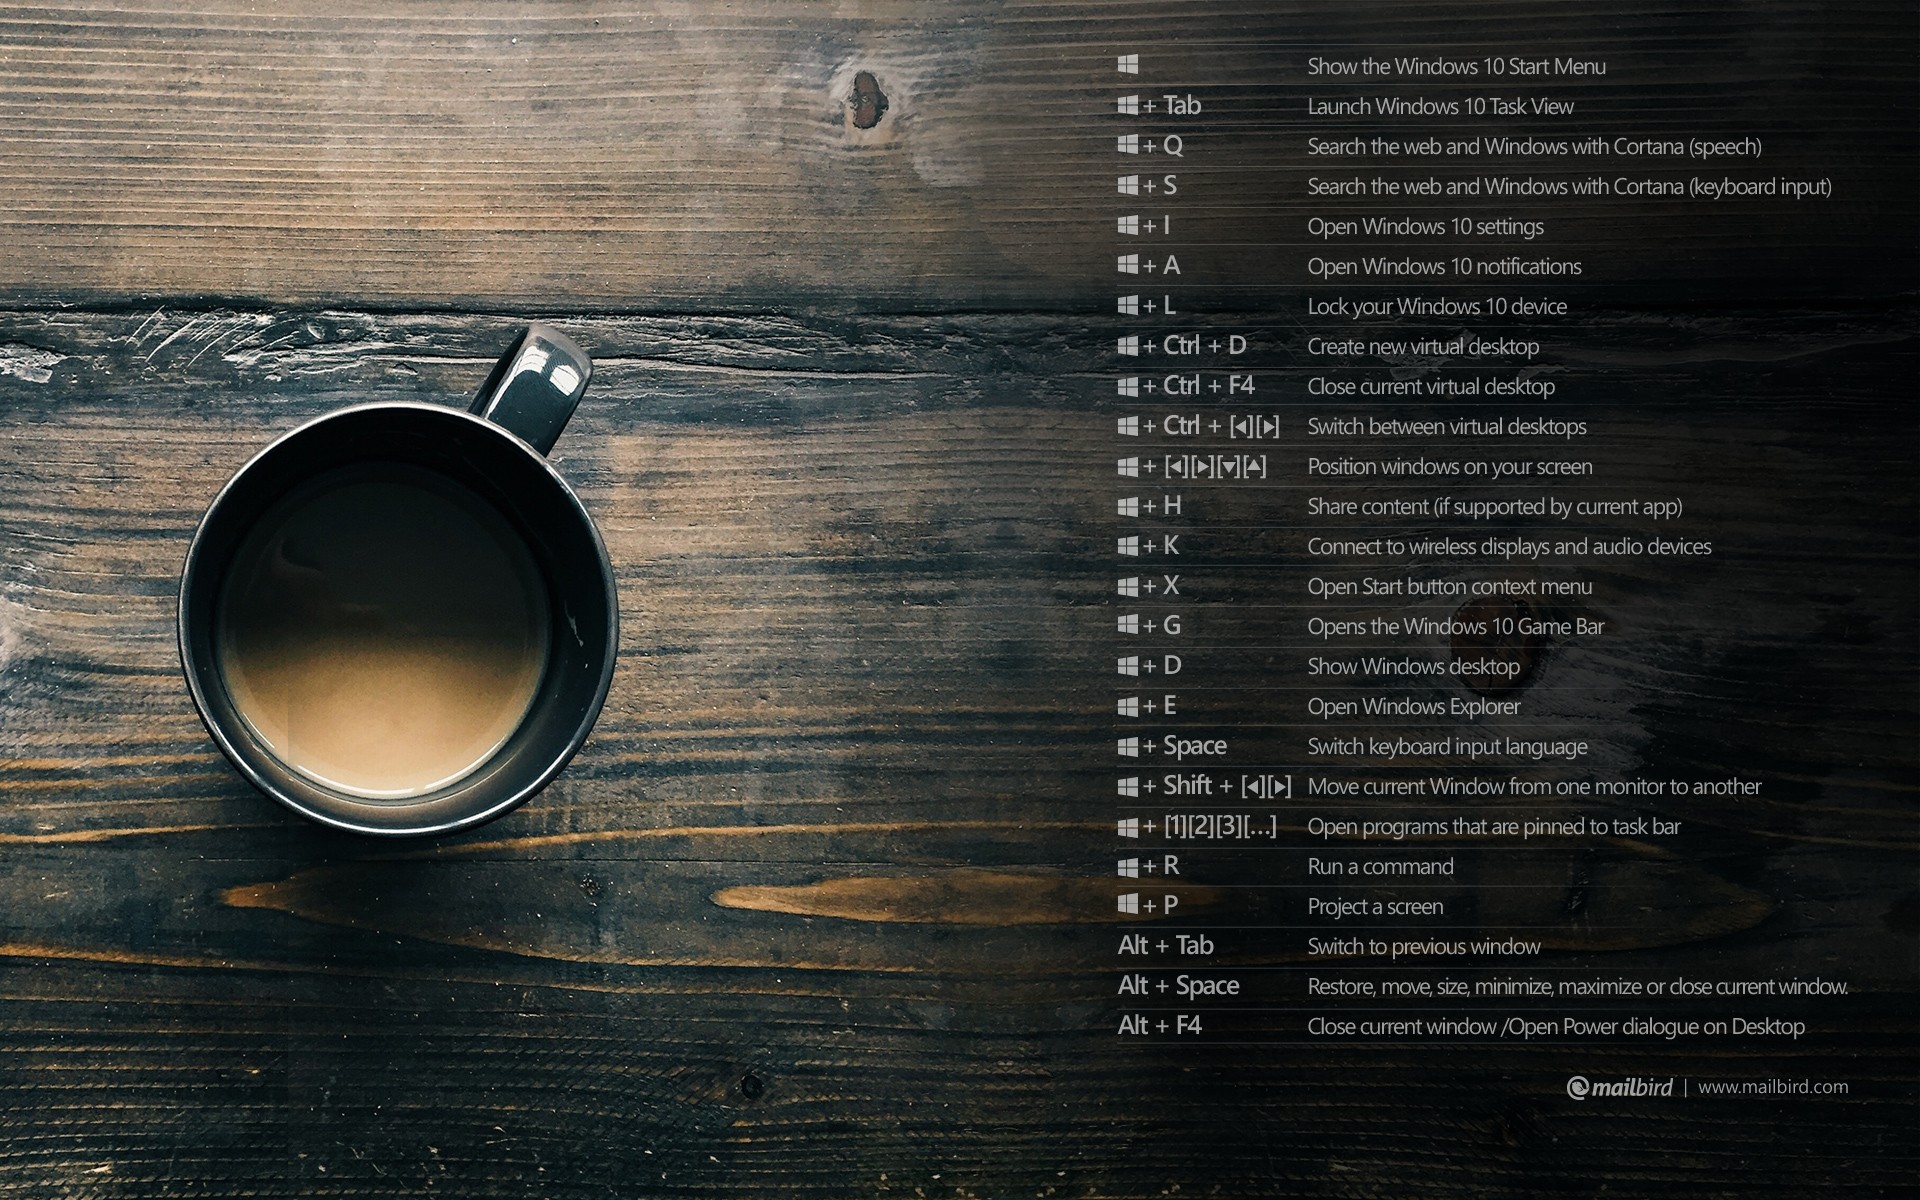 Show the Windows 10 Start Menu
+ Tab Launch Windows 10 Task View
+ Q Search the web and Windows with Cortana (speech)
+ S Search the web and Windows with Cortana (keyboard input)
+ I Open Windows 10 settings
+ A Open Windows 10 notifications
+ L Lock your Windows 10 device
+ Ctrl + D Create new virtual desktop
+ Ctrl + F4 Close current virtual desktop
+ Ctrl + [◄][►] Switch between virtual desktops
+ [◄][►][▼][▲] Position windows on your screen
+ H Share content (if supported by current app)
+ K Connect to wireless displays and audio devices
+ X Open Start button context menu
+ G Opens the Windows 10 Game Bar
+ D Show Windows desktop
+ E Open Windows Explorer
+ Space Switch keyboard input language
+ Shift + [◄][►] Move current Window from one monitor to another
+ [1][2][3][...] Open programs that are pinned to task bar
+ R Run a command
+ P Project a screen
Alt + Tab Switch to previous window
Alt + Space Restore, move, size, minimize, maximize or close current window.
Alt + F4 Close current window /Open Power dialogue on Desktop
mailbird | www.mailbird.com